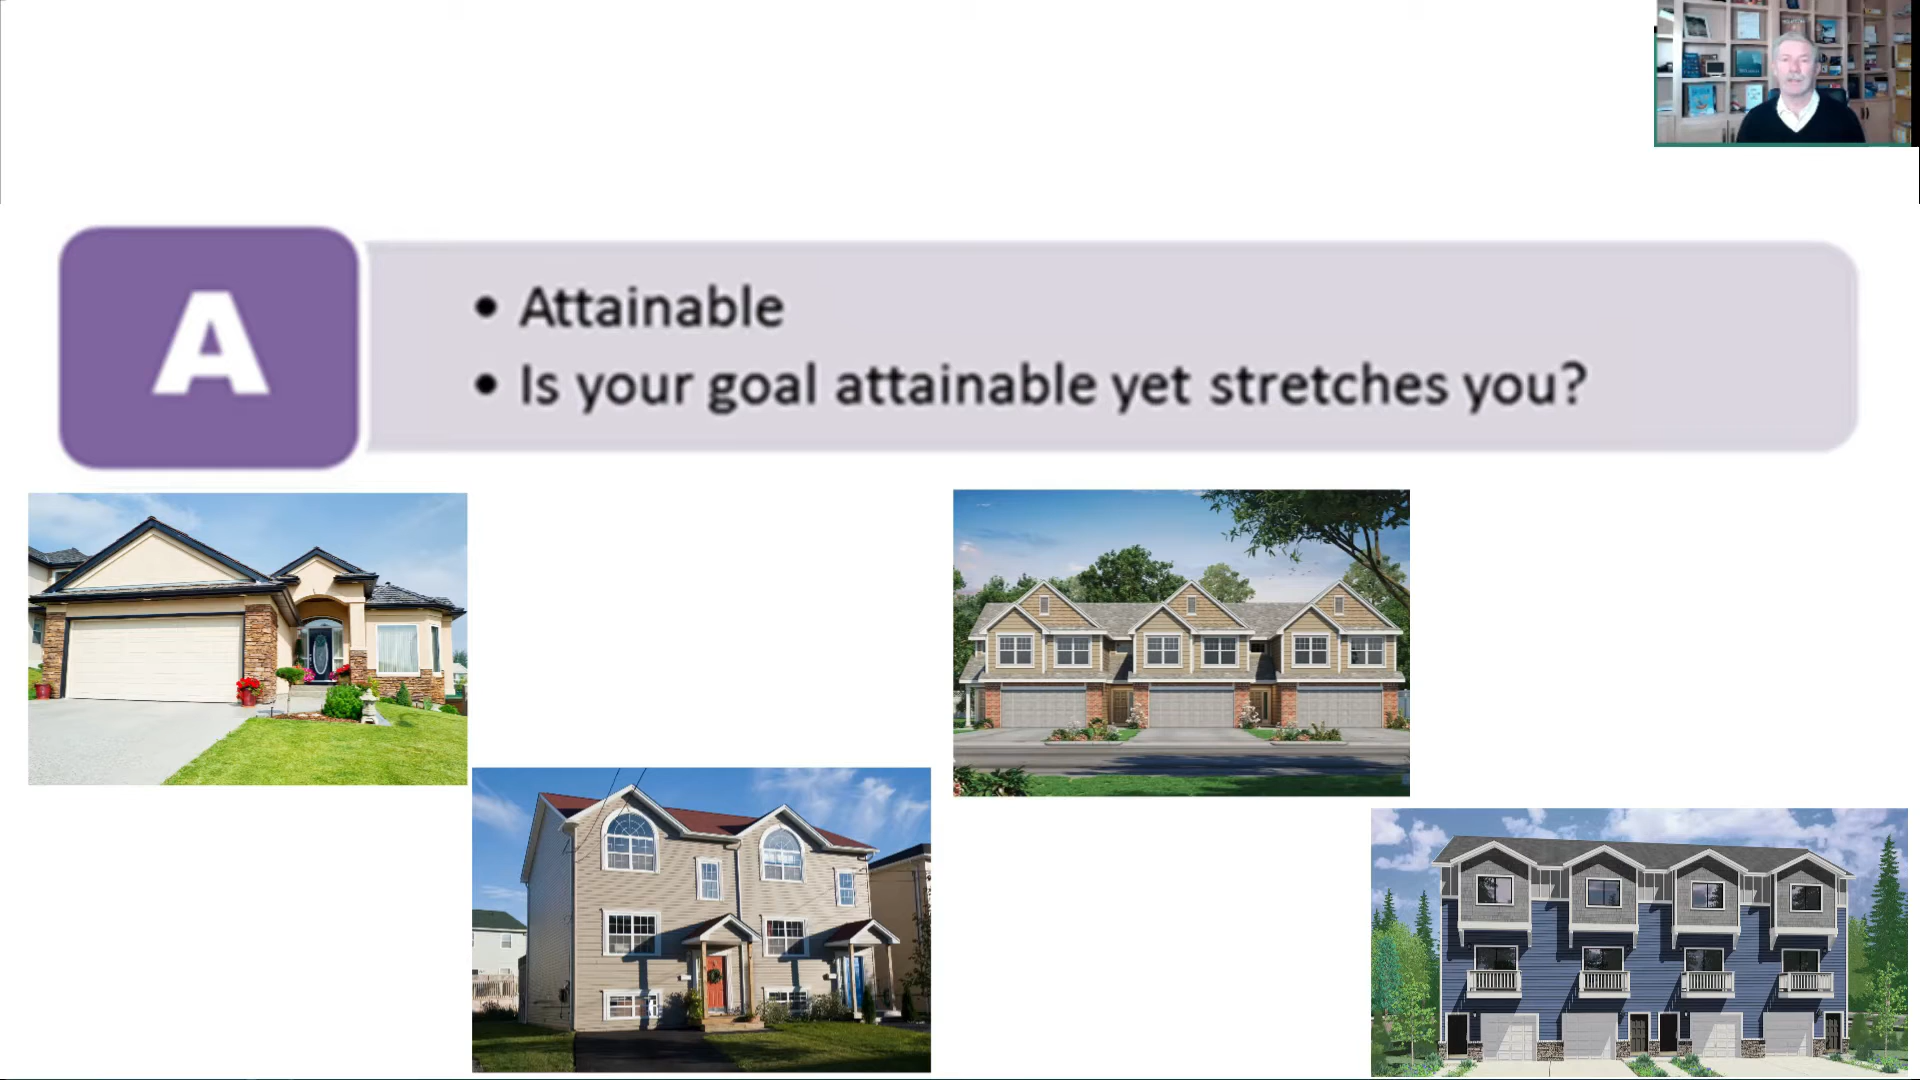 A
• Attainable
• Is your goal attainable yet stretches you?